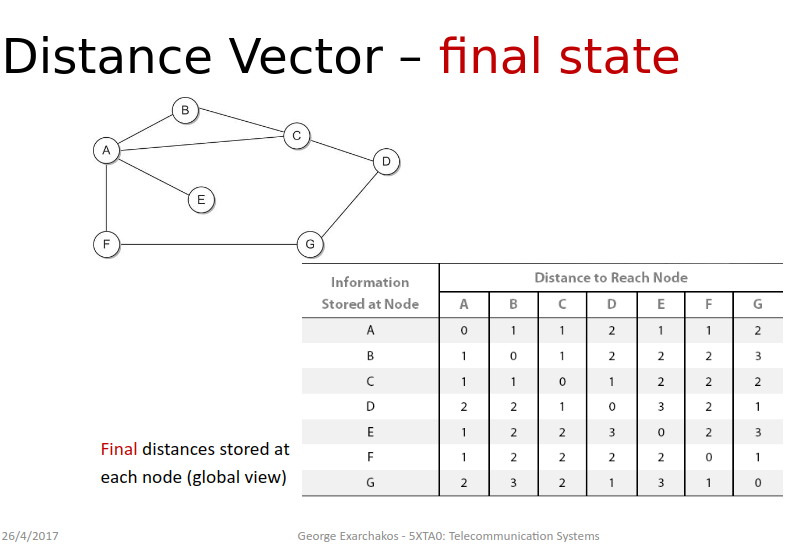 Distance Vector – final state
B
C
A
D
E
F
G
Information
Stored at Node
Distance to Reach Node
A B C D E F G
A 0 1 1 2 1 1 2
B 1 0 1 2 2 2 3
C 1 1 0 1 2 2 2
D 2 2 1 0 3 2 1
E 1 2 2 3 0 2 3
F 1 2 2 2 2 0 1
G 2 3 2 1 3 1 0
Final distances stored at
each node (global view)
26/4/2017
George Exarchakos - 5XTA0: Telecommunication Systems